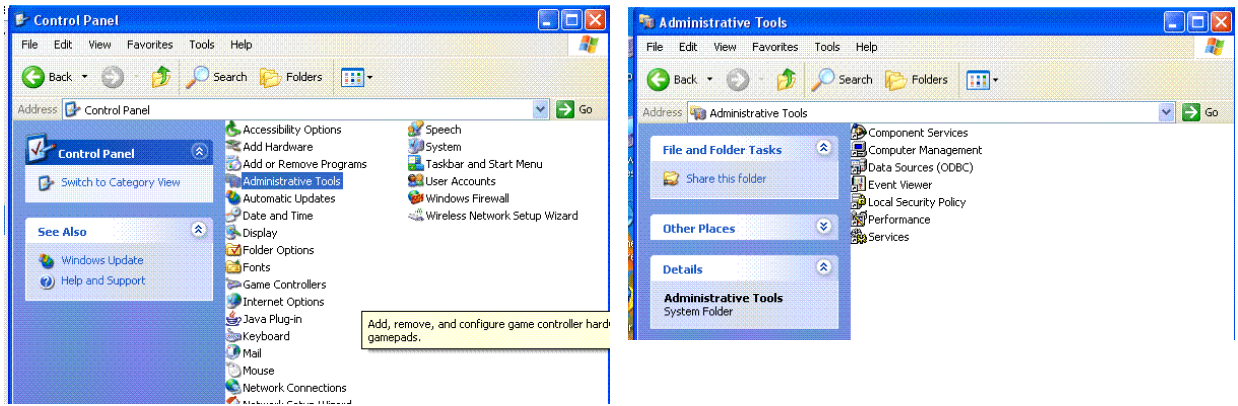 Control Panel
File Edit View Favorites Tools Help
Back Search Folders
Address Control Panel Go
Control Panel
Switch to Category View
See Also
Windows Update
Help and Support
Accessibility Options
Add Hardware
Add or Remove Programs
Administrative Tools
Automatic Updates
Date and Time
Display
Folder Options
Fonts
Game Controllers
Internet Options
Java Plug-in
Keyboard
Mail
Mouse
Network Connections
Network Setup Wizard
Speech
System
Taskbar and Start Menu
User Accounts
Windows Firewall
Wireless Network Setup Wizard
Add, remove, and configure game controller hard
gamepads.
Administrative Tools
File Edit View Favorites Tools Help
Back Search Folders
Address Administrative Tools Go
File and Folder Tasks
Share this folder
Other Places
Details
Administrative Tools
System Folder
Component Services
Computer Management
Data Sources (ODBC)
Event Viewer
Local Security Policy
Performance
Services